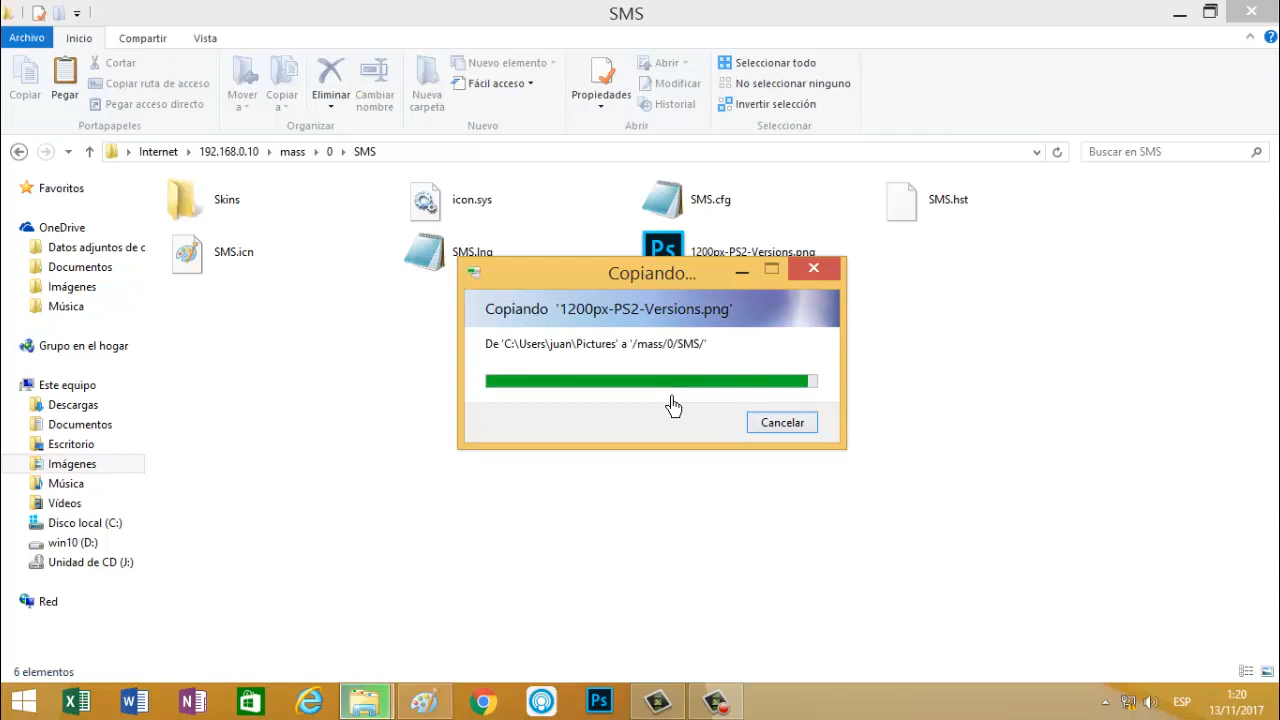 SMS
Archivo
Inicio
Compartir
Vista
Copiar
Pegar
Cortar
Copiar ruta de acceso
Pegar acceso directo
Portapapeles
Mover a
Copiar a
Eliminar
Cambiar nombre
Organizar
Nueva carpeta
Nuevo elemento
Fácil acceso
Nuevo
Propiedades
Abrir
Modificar
Historial
Abrir
Seleccionar todo
No seleccionar ninguno
Invertir selección
Seleccionar
Internet
192.168.0.10
mass
0
SMS
Buscar en SMS
Favoritos
OneDrive
Datos adjuntos de c
Documentos
Imágenes
Música
Grupo en el hogar
Este equipo
Descargas
Documentos
Escritorio
Imágenes
Música
Vídeos
Disco local (C:)
win10 (D:)
Unidad de CD (J:)
Red
Skins
icon.sys
SMS.cfg
SMS.hst
SMS.icn
SMS.lng
Ps
1200px-PS2-Versions.png
Copiando...
Copiando '1200px-PS2-Versions.png'
De 'C:\Users\juan\Pictures' a '/mass/0/SMS/'
Cancelar
6 elementos
Ps
ESP
1:20
13/11/2017